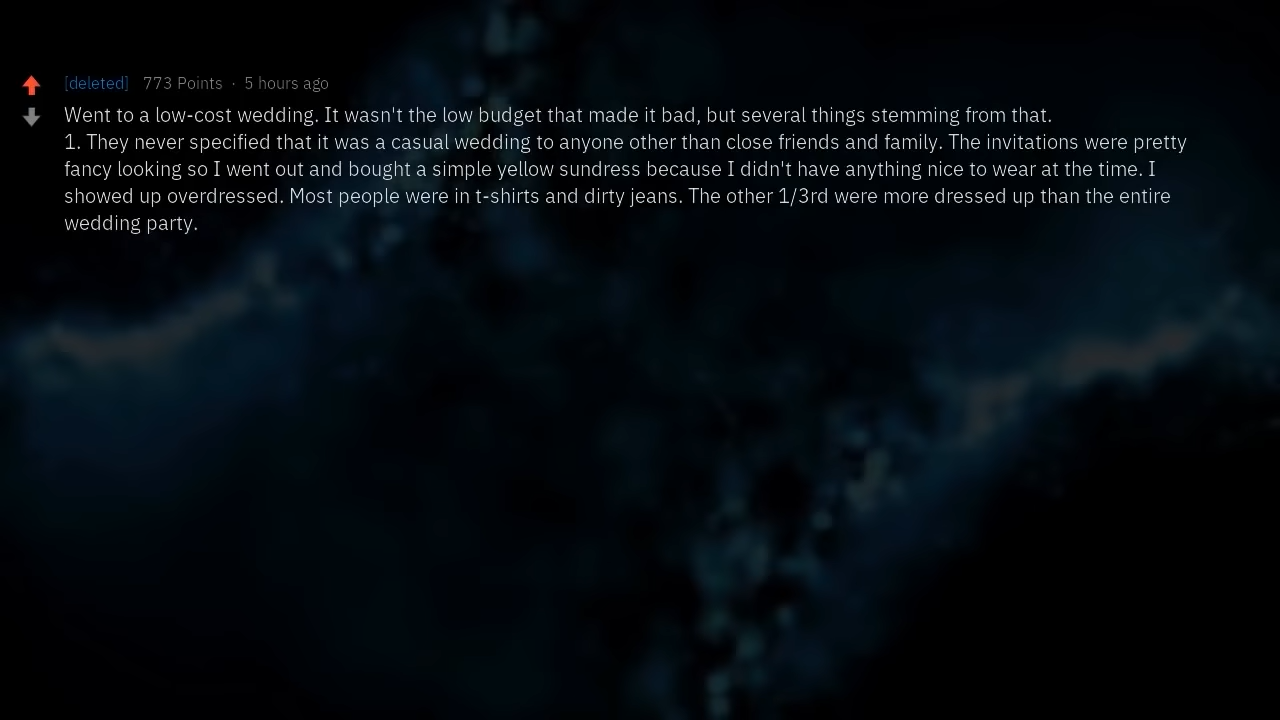 [deleted] 773 Points · 5 hours ago
Went to a low-cost wedding. It wasn't the low budget that made it bad, but several things stemming from that.
1. They never specified that it was a casual wedding to anyone other than close friends and family. The invitations were pretty
fancy looking so I went out and bought a simple yellow sundress because I didn't have anything nice to wear at the time. I
showed up overdressed. Most people were in t-shirts and dirty jeans. The other 1/3rd were more dressed up than the entire
wedding party.